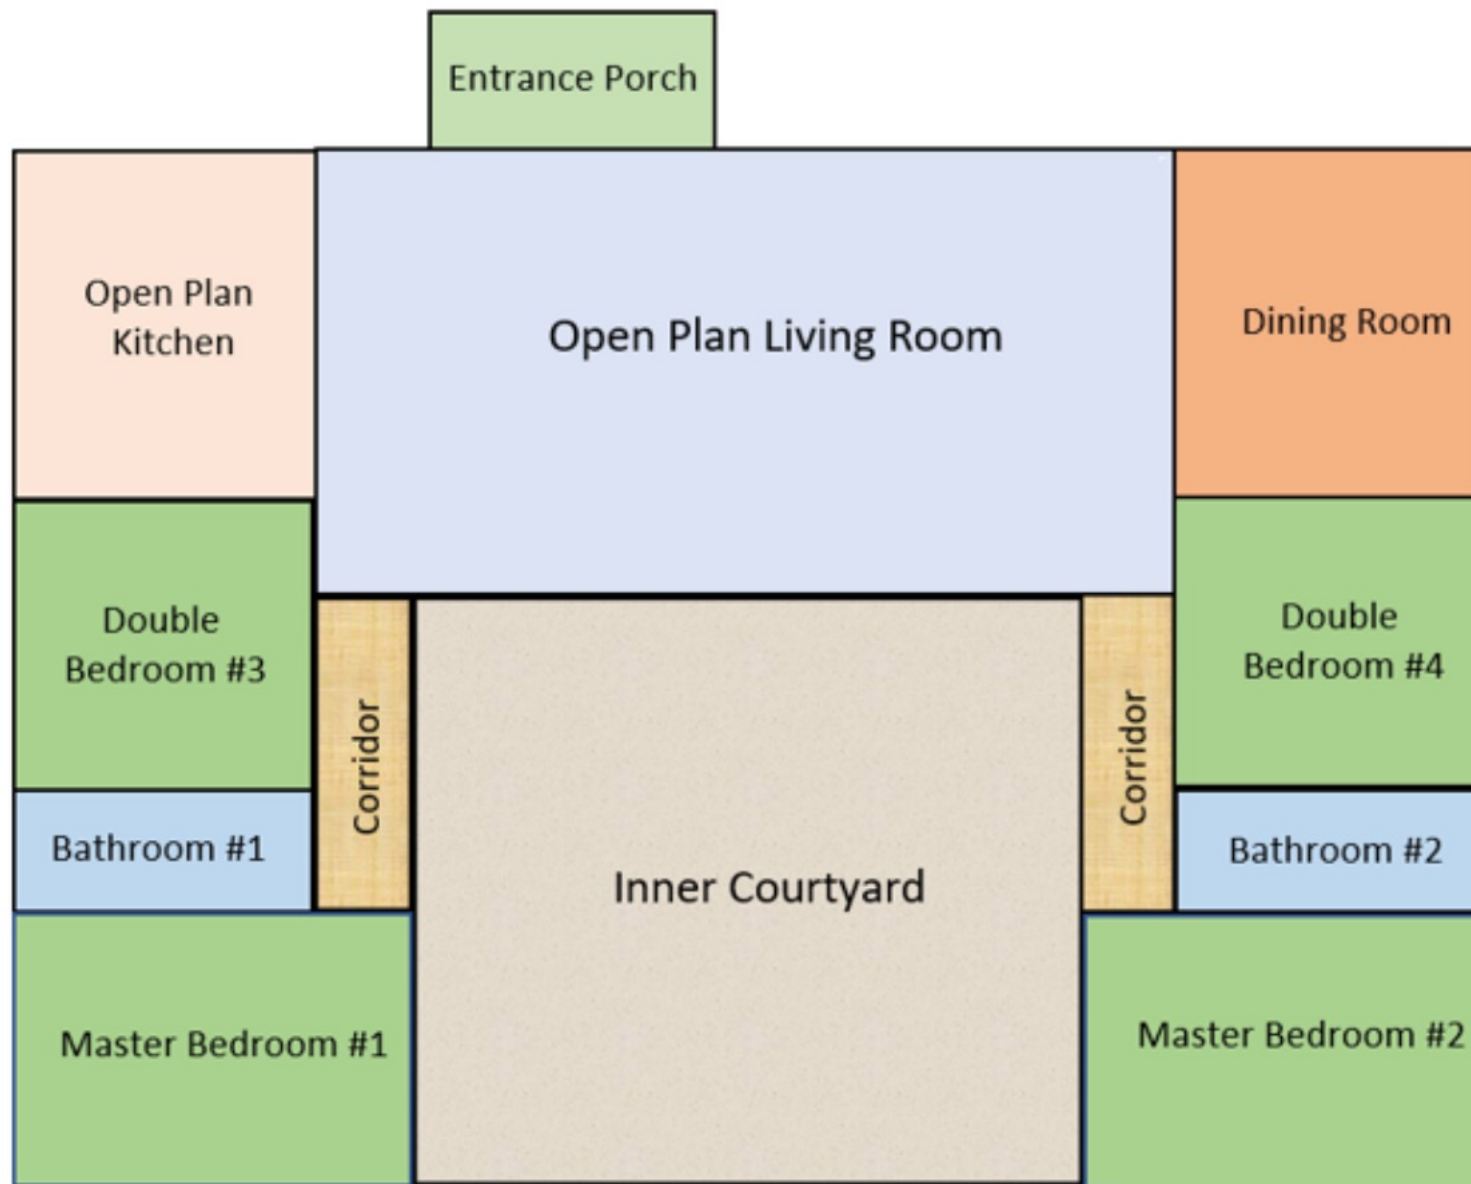 Entrance Porch
Open Plan
Kitchen
Open Plan Living Room
Dining Room
Double
Bedroom #3
Corridor
Corridor
Double
Bedroom #4
Bathroom #1
Inner Courtyard
Bathroom #2
Master Bedroom #1
Master Bedroom #2